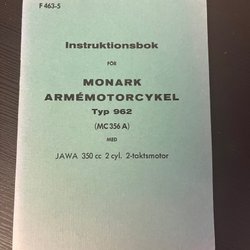 F 463-5
Instruktionsbok
FÖR
MONARK
ARMÉMOTORCYKEL
Typ 962
(MC 356 A)
MED
JAWA 350 cc 2 cyl. 2-taktsmotor